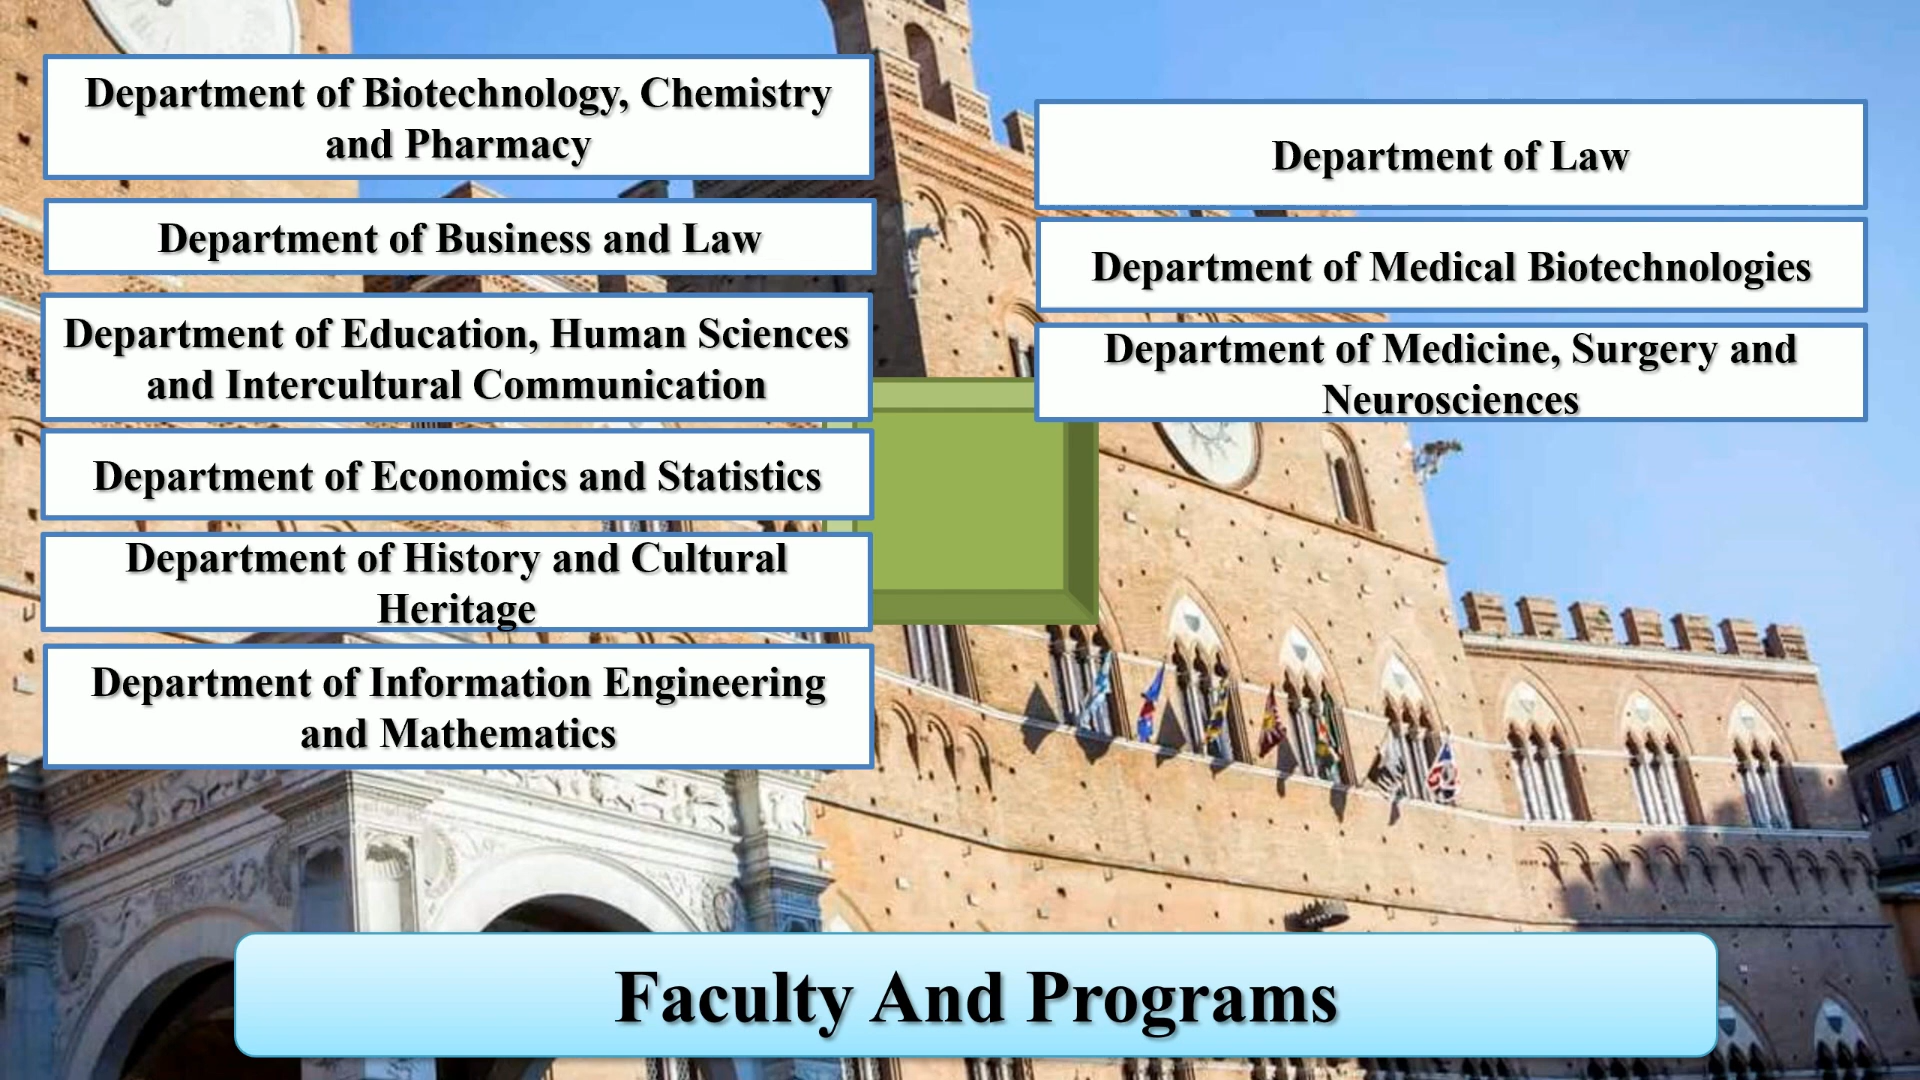 Department of Biotechnology, Chemistry
and Pharmacy
Department of Business and Law
Department of Education, Human Sciences
and Intercultural Communication
Department of Economics and Statistics
Department of History and Cultural
Heritage
Department of Information Engineering
and Mathematics
Department of Law
Department of Medical Biotechnologies
Department of Medicine, Surgery and
Neurosciences
Faculty And Programs